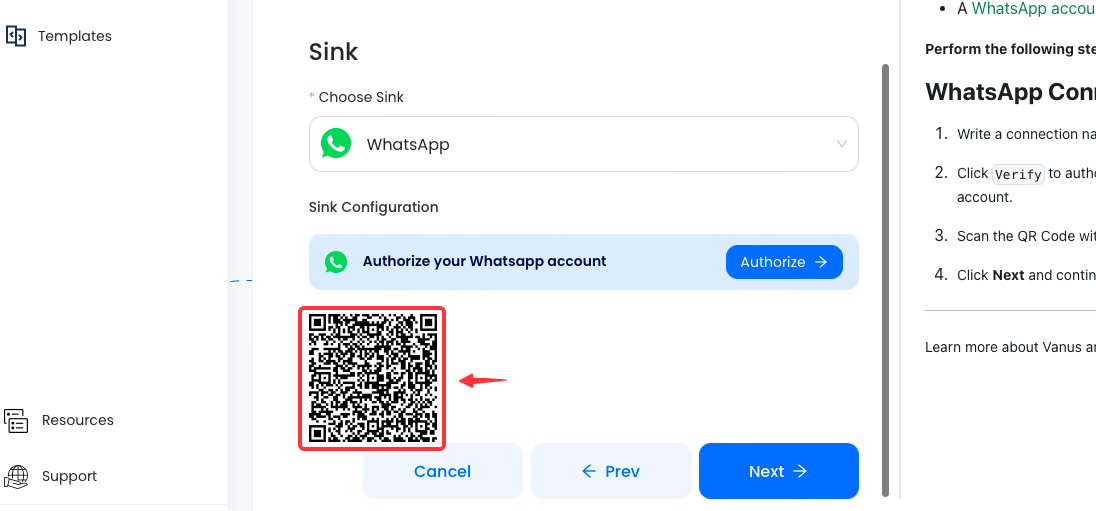 Templates
Resources
Support
Sink
* Choose Sink
WhatsApp
Sink Configuration
Authorize your Whatsapp account
Authorize
Cancel
Prev
Next
A WhatsApp accou
Perform the following ste
WhatsApp Con
1. Write a connection na
2. Click Verify to autho
account.
3. Scan the QR Code wit
4. Click Next and contin
Learn more about Vanus a